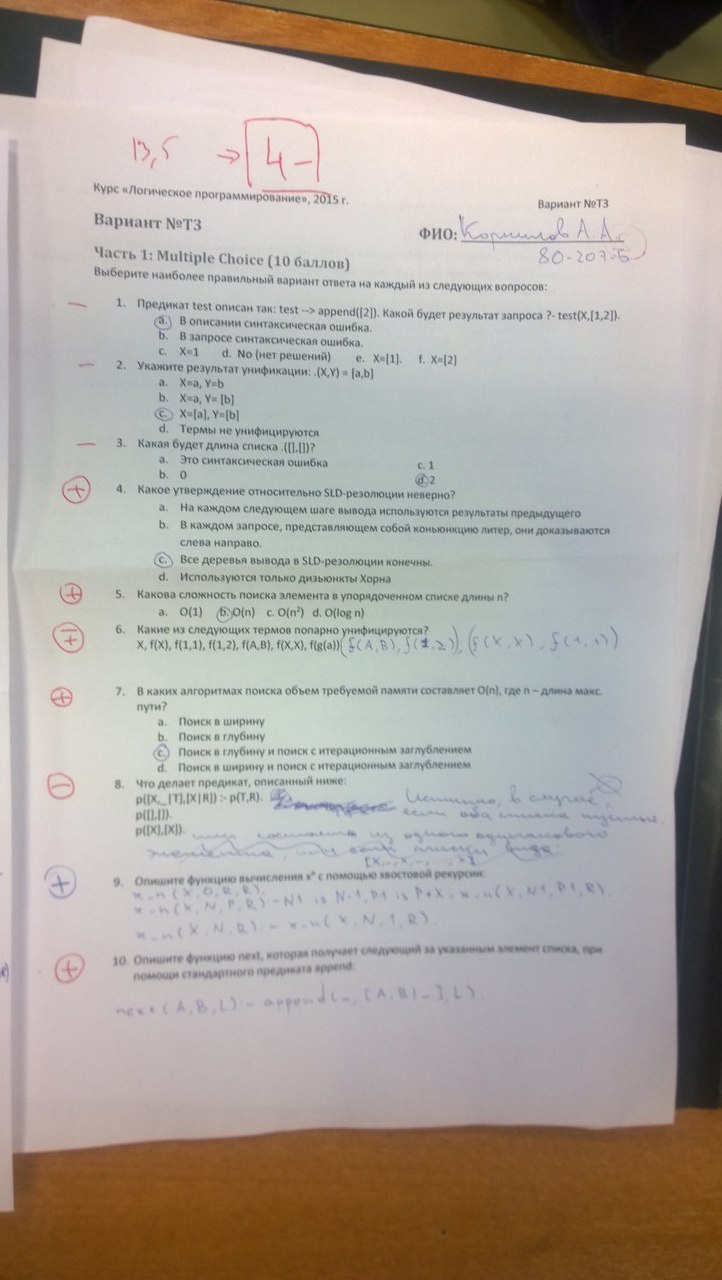 13,5 → 4-
Курс «Логическое программирование», 2015 г.
Вариант №Т3
Вариант №Т3
ФИО: Корнилов А А.
80-207Б
Часть 1: Multiple Choice (10 баллов)
Выберите наиболее правильный вариант ответа на каждый из следующих вопросов:
— 1. Предикат test описан так: test --> append([2]). Какой будет результат запроса ?- test(X,[1,2]).
a. В описании синтаксическая ошибка.
b. В запросе синтаксическая ошибка.
c. X=1 d. No (нет решений) e. X=[1]. f. X=[2]
— 2. Укажите результат унификации: .(X,Y) = [a,b]
a. X=a, Y=b
b. X=a, Y= [b]
c. X=[a], Y=[b]
d. Термы не унифицируются
— 3. Какая будет длина списка .([],[])?
a. Это синтаксическая ошибка c. 1
b. 0 d. 2
+ 4. Какое утверждение относительно SLD-резолюции неверно?
a. На каждом следующем шаге вывода используются результаты предыдущего
b. В каждом запросе, представляющем собой конъюнкцию литер, они доказываются
слева направо.
c. Все деревья вывода в SLD-резолюции конечны.
d. Используются только дизъюнкты Хорна
+ 5. Какова сложность поиска элемента в упорядоченном списке длины n?
a. O(1) b. O(n) c. O(n²) d. O(log n)
∓ 6. Какие из следующих термов попарно унифицируются?
X, f(X), f(1,1), f(1,2), f(A,B), f(X,X), f(g(a)) (f(A,B), f(1,2)), (f(X,X), f(1,1))
+ 7. В каких алгоритмах поиска объем требуемой памяти составляет O(n), где n – длина макс.
пути?
a. Поиск в ширину
b. Поиск в глубину
c. Поиск в глубину и поиск с итерационным заглублением
d. Поиск в ширину и поиск с итерационным заглублением
— 8. Что делает предикат, описанный ниже:
p([X,_|T],[X|R]) :- p(T,R). Истинно, в случае,
p([],[]). если оба списка пустые
p([X],[X]). или состоят из одного одинакового
элемента, или если списки вида:
+ 9. Опишите функцию вычисления xⁿ с помощью хвостовой рекурсии:
x_n(X,0,R,R).
x_n(X,N,P,R) :- N1 is N-1, P1 is P*X, x_n(X,N1,P1,R).
x_n(X,N,R) :- x_n(X,N,1,R)
+ 10. Опишите функцию next, которая получает следующий за указанным элемент списка, при
помощи стандартного предиката append:
next(A,B,L) :- append(_,[A,B|_],L).